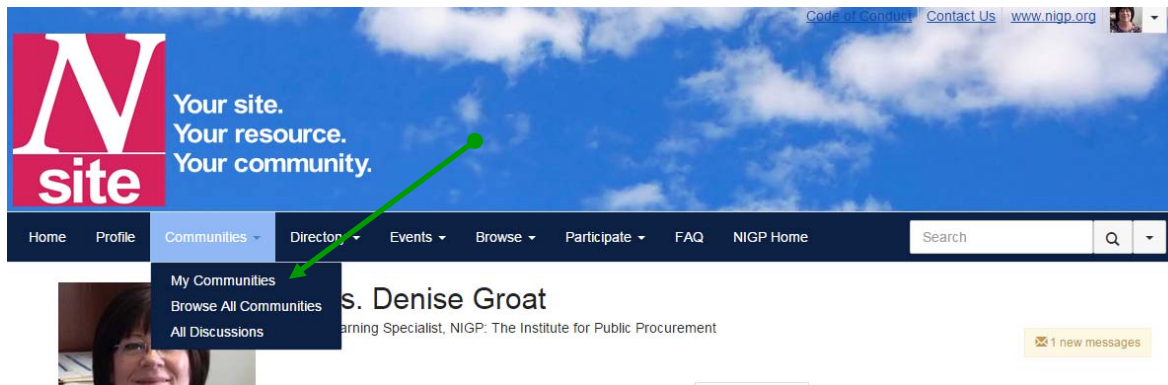 Code of Conduct Contact Us www.nigp.org
N
site
Your site.
Your resource.
Your community.
Home Profile Communities Directory Events Browse Participate FAQ NIGP Home Search
My Communities
Browse All Communities
All Discussions
s. Denise Groat
arning Specialist, NIGP: The Institute for Public Procurement
1 new messages